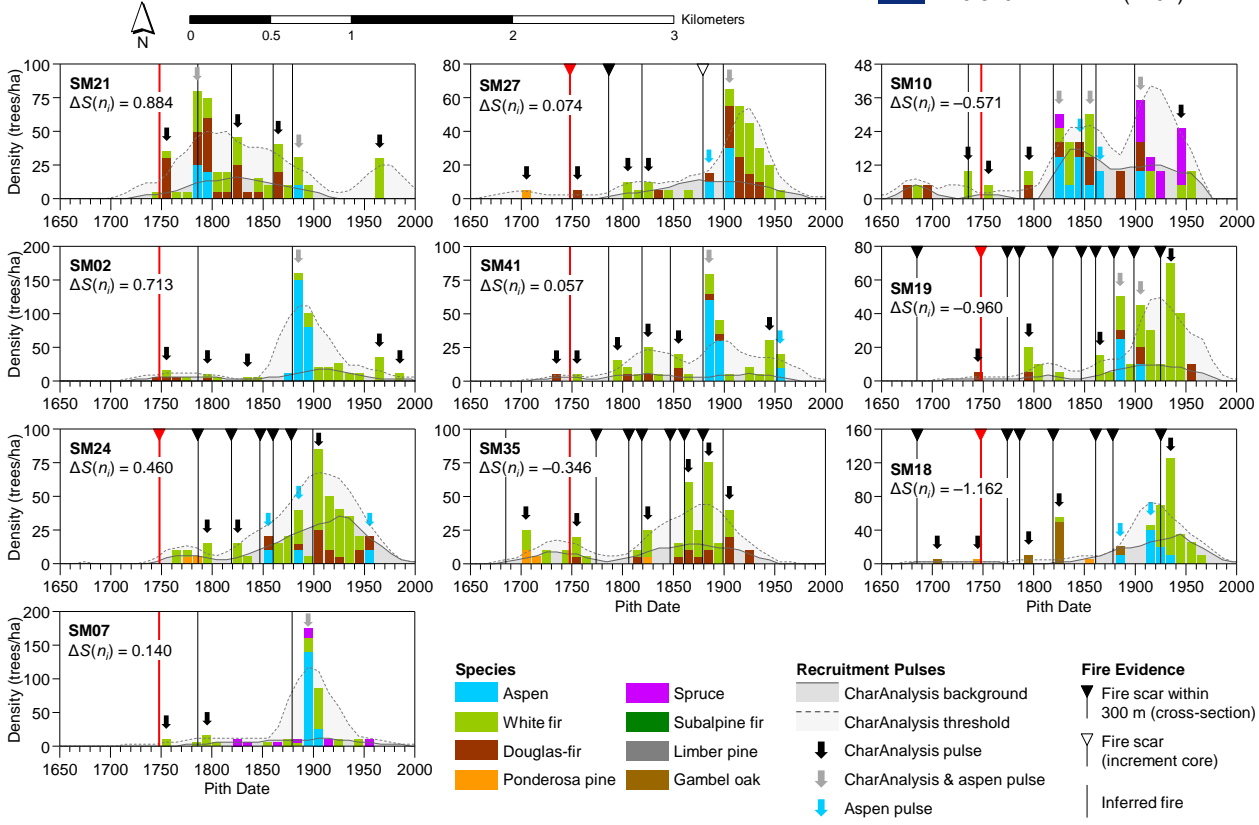 N
0 0.5 1 2 3 Kilometers
Density (trees/ha)
SM21
ΔS(nᵢ) = 0.884
100
75
50
25
0
1650 1700 1750 1800 1850 1900 1950 2000
SM27
ΔS(nᵢ) = 0.074
80
60
40
20
0
1650 1700 1750 1800 1850 1900 1950 2000
SM10
ΔS(nᵢ) = −0.571
48
36
24
12
0
1650 1700 1750 1800 1850 1900 1950 2000
Density (trees/ha)
SM02
ΔS(nᵢ) = 0.713
200
150
100
50
0
1650 1700 1750 1800 1850 1900 1950 2000
SM41
ΔS(nᵢ) = 0.057
100
75
50
25
0
1650 1700 1750 1800 1850 1900 1950 2000
SM19
ΔS(nᵢ) = −0.960
80
60
40
20
0
1650 1700 1750 1800 1850 1900 1950 2000
Density (trees/ha)
SM24
ΔS(nᵢ) = 0.460
100
75
50
25
0
1650 1700 1750 1800 1850 1900 1950 2000
SM35
ΔS(nᵢ) = −0.346
100
75
50
25
0
1650 1700 1750 1800 1850 1900 1950 2000
Pith Date
SM18
ΔS(nᵢ) = −1.162
160
120
80
40
0
1650 1700 1750 1800 1850 1900 1950 2000
Pith Date
Density (trees/ha)
SM07
ΔS(nᵢ) = 0.140
200
150
100
50
0
1650 1700 1750 1800 1850 1900 1950 2000
Pith Date
Species
Aspen
White fir
Douglas-fir
Ponderosa pine
Spruce
Subalpine fir
Limber pine
Gambel oak
Recruitment Pulses
CharAnalysis background
CharAnalysis threshold
CharAnalysis pulse
CharAnalysis & aspen pulse
Aspen pulse
Fire Evidence
Fire scar within
300 m (cross-section)
Fire scar
(increment core)
Inferred fire